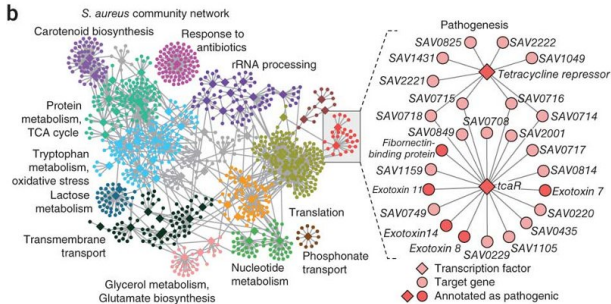 b
S. aureus community network
Carotenoid biosynthesis
Response to
antibiotics
rRNA processing
Protein
metabolism,
TCA cycle
Tryptophan
metabolism,
oxidative stress
Lactose
metabolism
Transmembrane
transport
Glycerol metabolism,
Glutamate biosynthesis
Nucleotide
metabolism
Translation
Phosphonate
transport
Pathogenesis
SAV0825
SAV2222
SAV1431
SAV1049
Tetracycline repressor
SAV2221
SAV0715
SAV0716
SAV0718
SAV0714
SAV0708
SAV0849
SAV2001
Fibornectin-
binding protein
SAV0717
SAV1159
SAV0814
tcaR
Exotoxin 11
Exotoxin 7
SAV0749
SAV0220
Exotoxin14
SAV0435
Exotoxin 8
SAV1105
SAV0229
Transcription factor
Target gene
Annotated as pathogenic